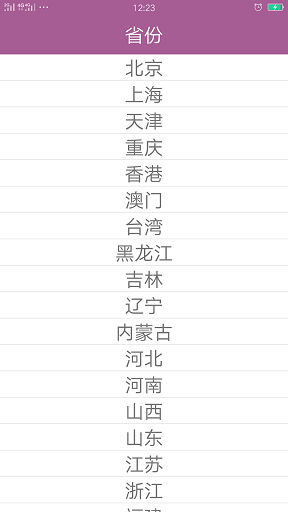 12:23
省份
北京
上海
天津
重庆
香港
澳门
台湾
黑龙江
吉林
辽宁
内蒙古
河北
河南
山西
山东
江苏
浙江
福建